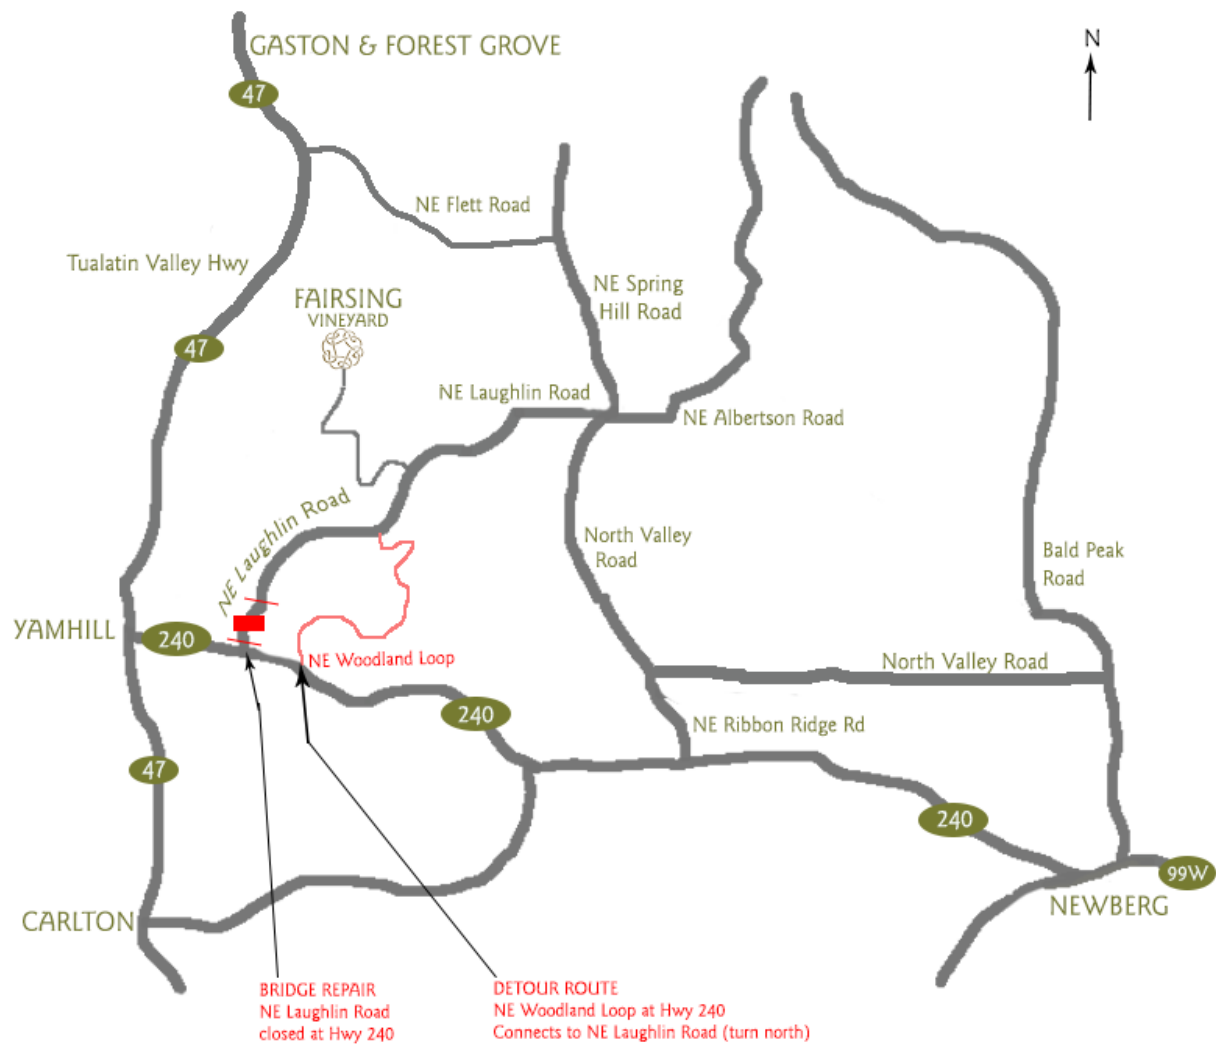 GASTON & FOREST GROVE
N
47
NE Flett Road
Tualatin Valley Hwy
NE Spring
Hill Road
FAIRSING
VINEYARD
47
NE Laughlin Road
NE Albertson Road
NE Laughlin Road
North Valley
Road
Bald Peak
Road
YAMHILL
240
NE Woodland Loop
North Valley Road
240
NE Ribbon Ridge Rd
47
240
99W
NEWBERG
CARLTON
BRIDGE REPAIR
NE Laughlin Road
closed at Hwy 240
DETOUR ROUTE
NE Woodland Loop at Hwy 240
Connects to NE Laughlin Road (turn north)